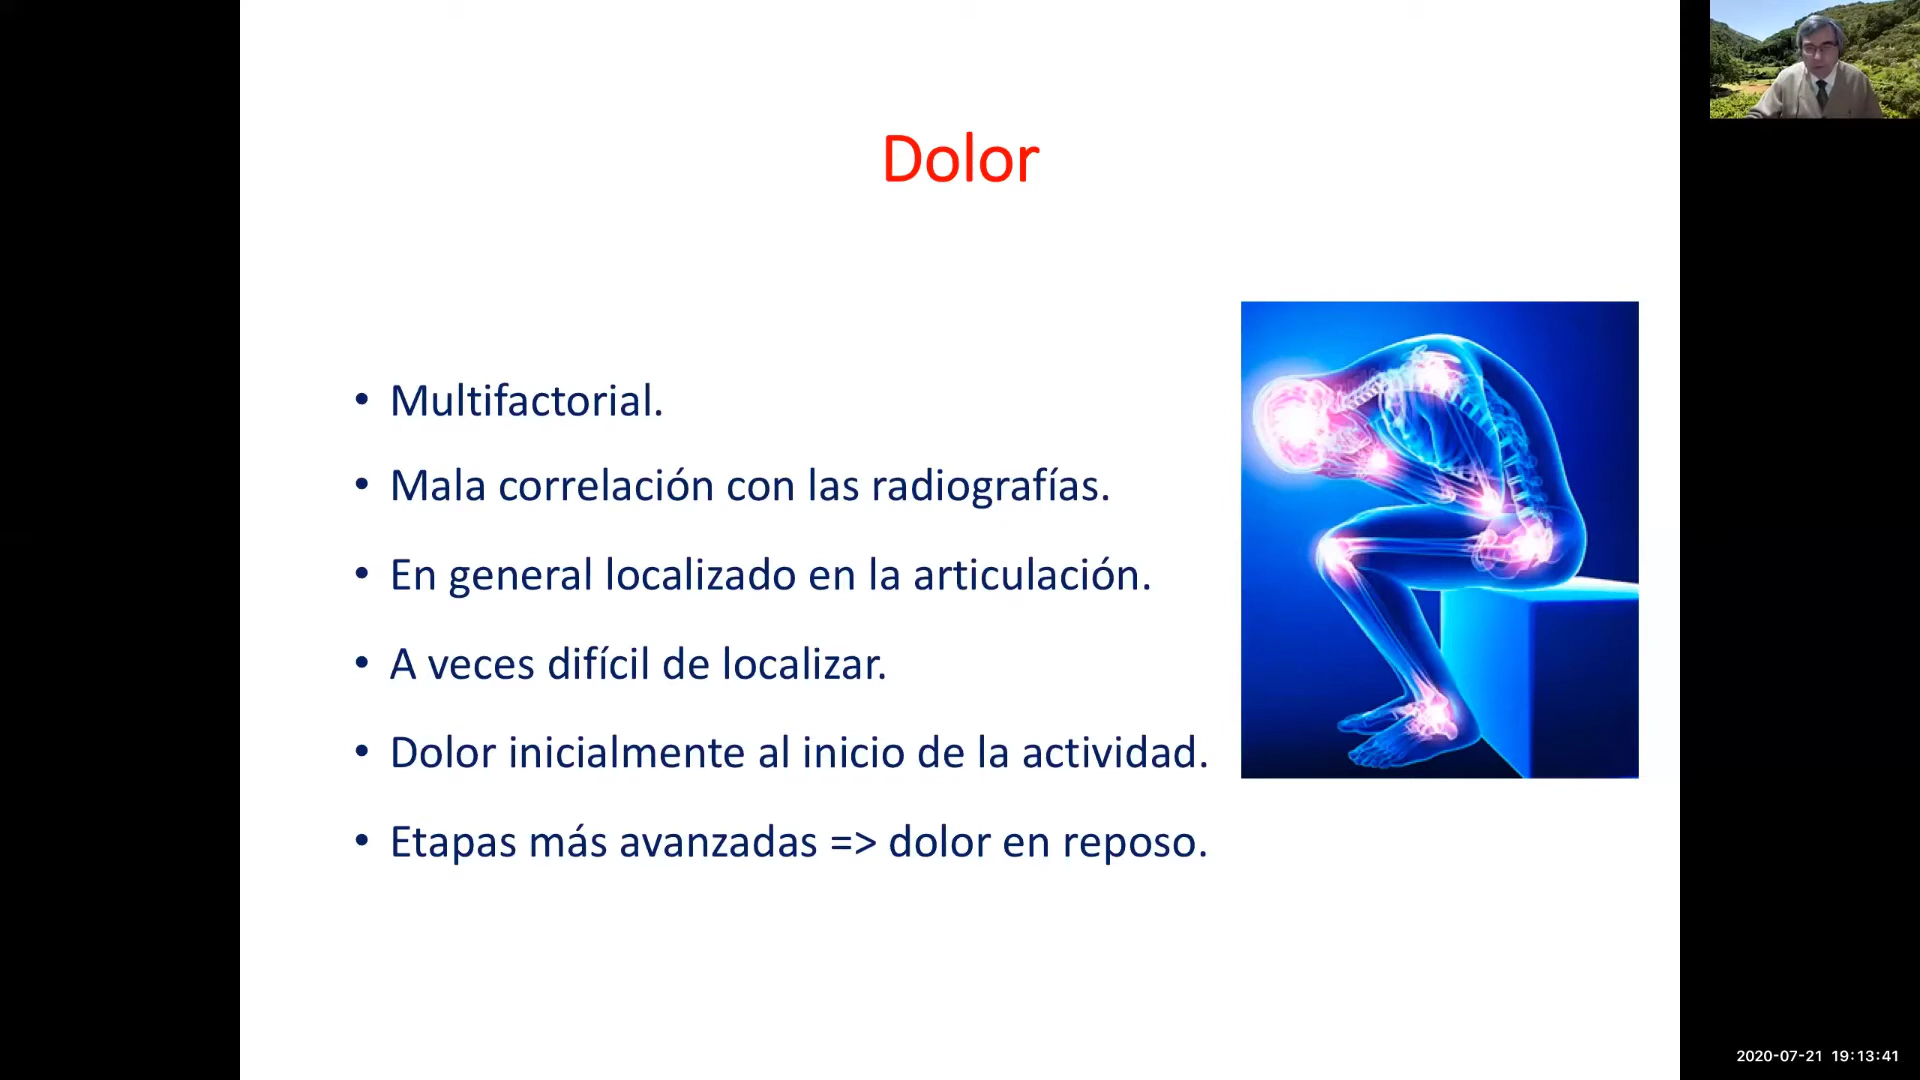 Dolor
• Multifactorial.
• Mala correlación con las radiografías.
• En general localizado en la articulación.
• A veces difícil de localizar.
• Dolor inicialmente al inicio de la actividad.
• Etapas más avanzadas => dolor en reposo.
2020-07-21 19:13:41